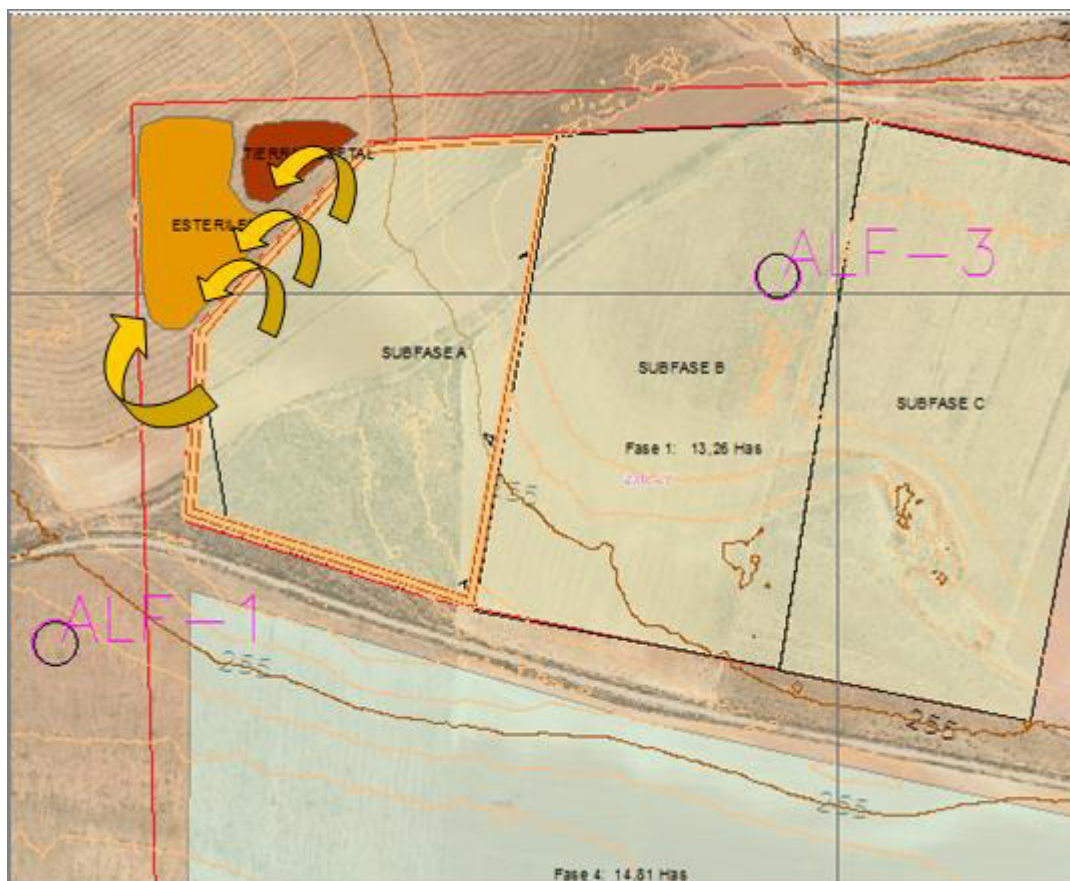 TIERRA VEGETAL
ESTERILES
ALF-3
SUBFASE A
SUBFASE B
SUBFASE C
Fase 1: 13,26 Has
255
ALF-1
255
255
255
Fase 4: 14,81 Has